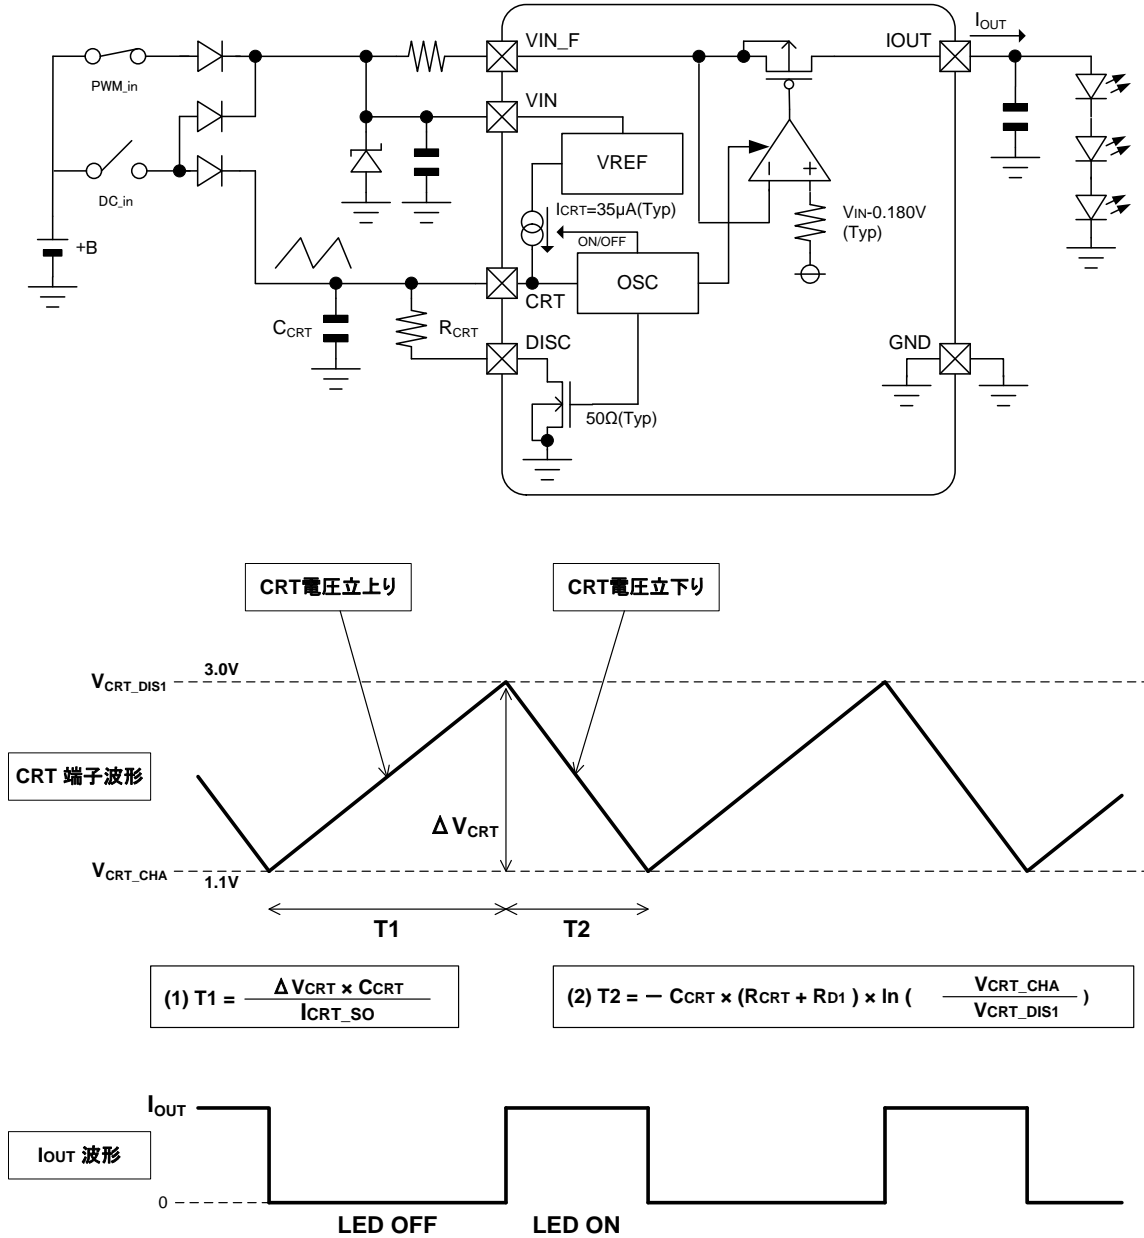 VIN_F
IOUT
IOUT
PWM_in
VIN
VREF
DC_in
ICRT=35µA(Typ)
VIN-0.180V
(Typ)
+B
ON/OFF
OSC
CRT
CCRT
RCRT
DISC
GND
50Ω(Typ)
CRT電圧立上り
CRT電圧立下り
VCRT_DIS1
3.0V
CRT 端子波形
ΔVCRT
VCRT_CHA
1.1V
T1
T2
(1) T1 = ΔVCRT × CCRT / ICRT_SO
(2) T2 = ― CCRT × (RCRT + RD1 ) × ln ( VCRT_CHA / VCRT_DIS1 )
IOUT
IOUT 波形
0
LED OFF
LED ON